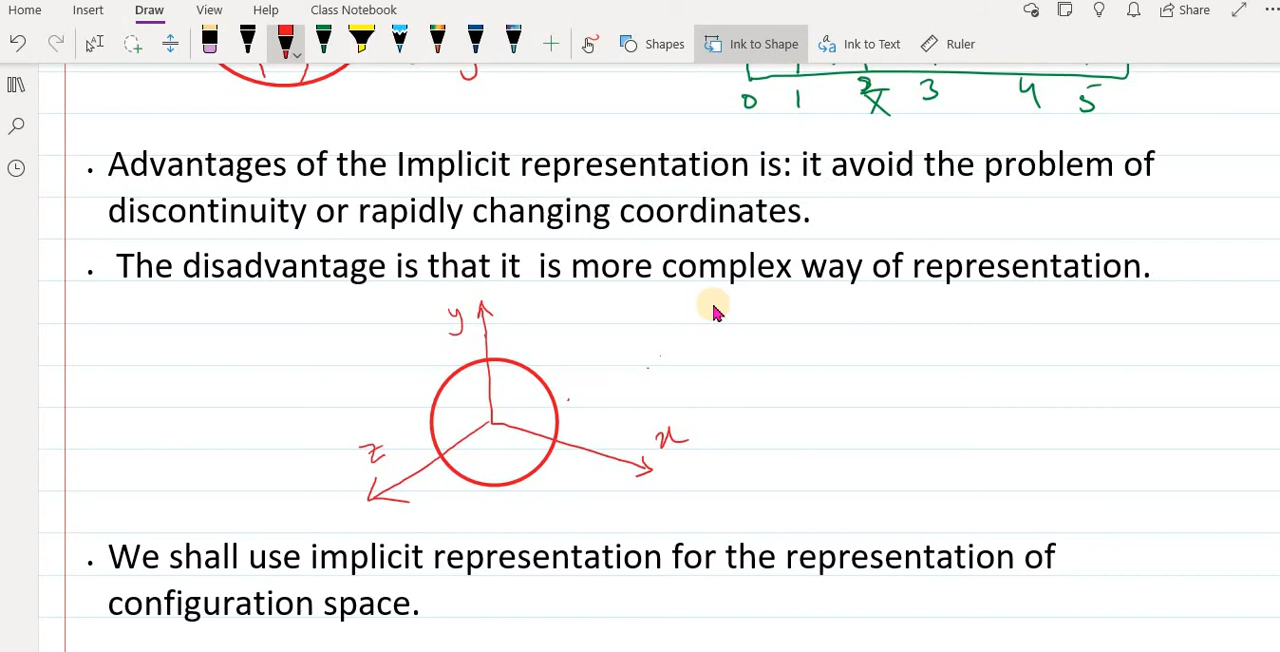 Home Insert Draw View Help Class Notebook Share
Shapes Ink to Shape Ink to Text Ruler
y
0 1 2 3 4 5
X
. Advantages of the Implicit representation is: it avoid the problem of
discontinuity or rapidly changing coordinates.
. The disadvantage is that it is more complex way of representation.
y
x
z
. We shall use implicit representation for the representation of
configuration space.